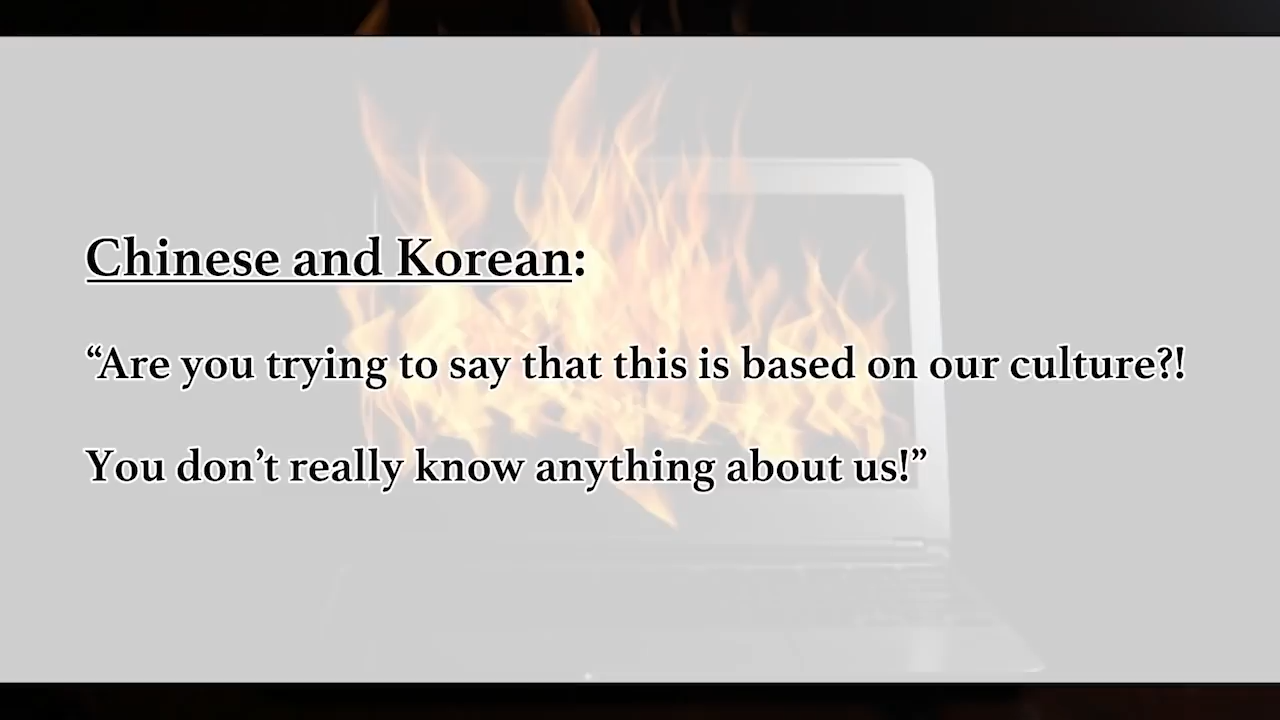 Chinese and Korean:
“Are you trying to say that this is based on our culture?!
You don’t really know anything about us!”